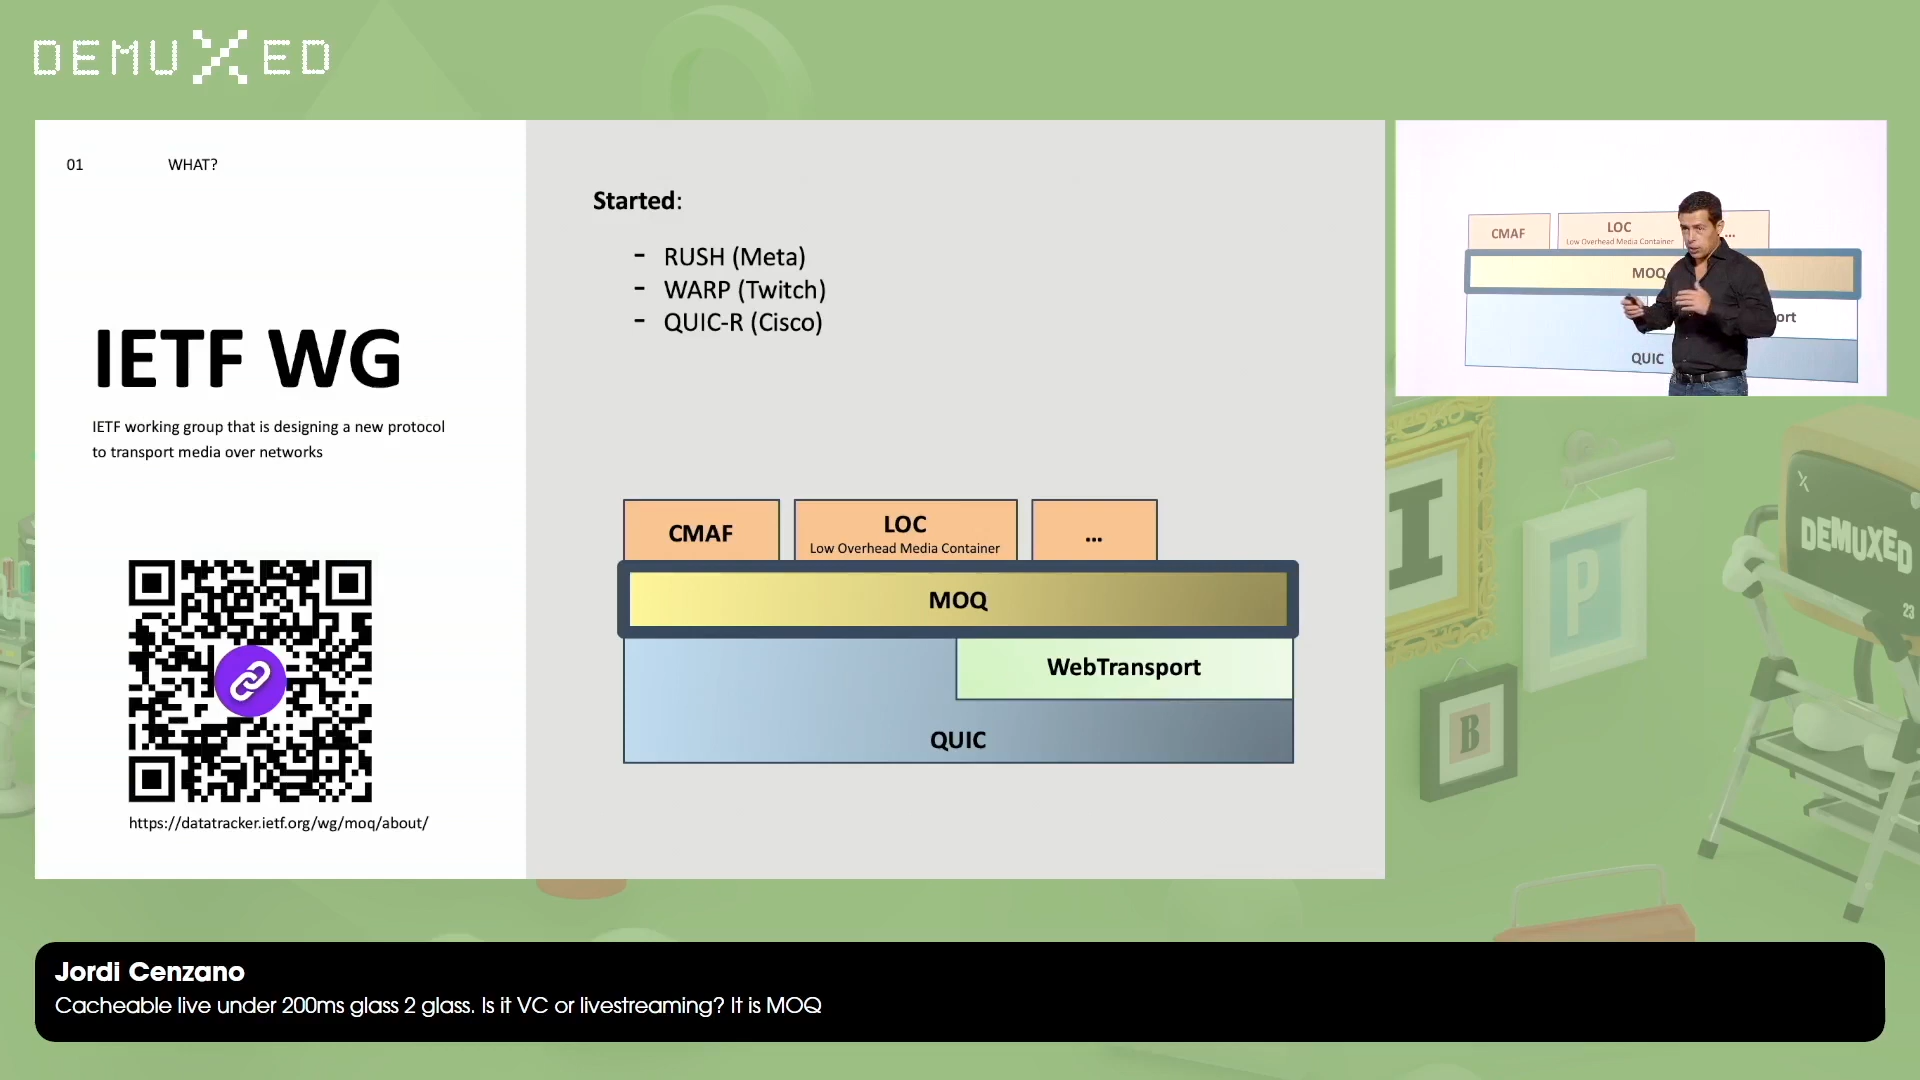 DEMUXED
01 WHAT?
IETF WG
IETF working group that is designing a new protocol
to transport media over networks
https://datatracker.ietf.org/wg/moq/about/
Started:
- RUSH (Meta)
- WARP (Twitch)
- QUIC-R (Cisco)
CMAF
LOC
Low Overhead Media Container
...
MOQ
WebTransport
QUIC
CMAF
LOC
Low Overhead Media Container
...
MOQ
ort
QUIC
I
P
B
DEMUXED
23
Jordi Cenzano
Cacheable live under 200ms glass 2 glass. Is it VC or livestreaming? It is MOQ